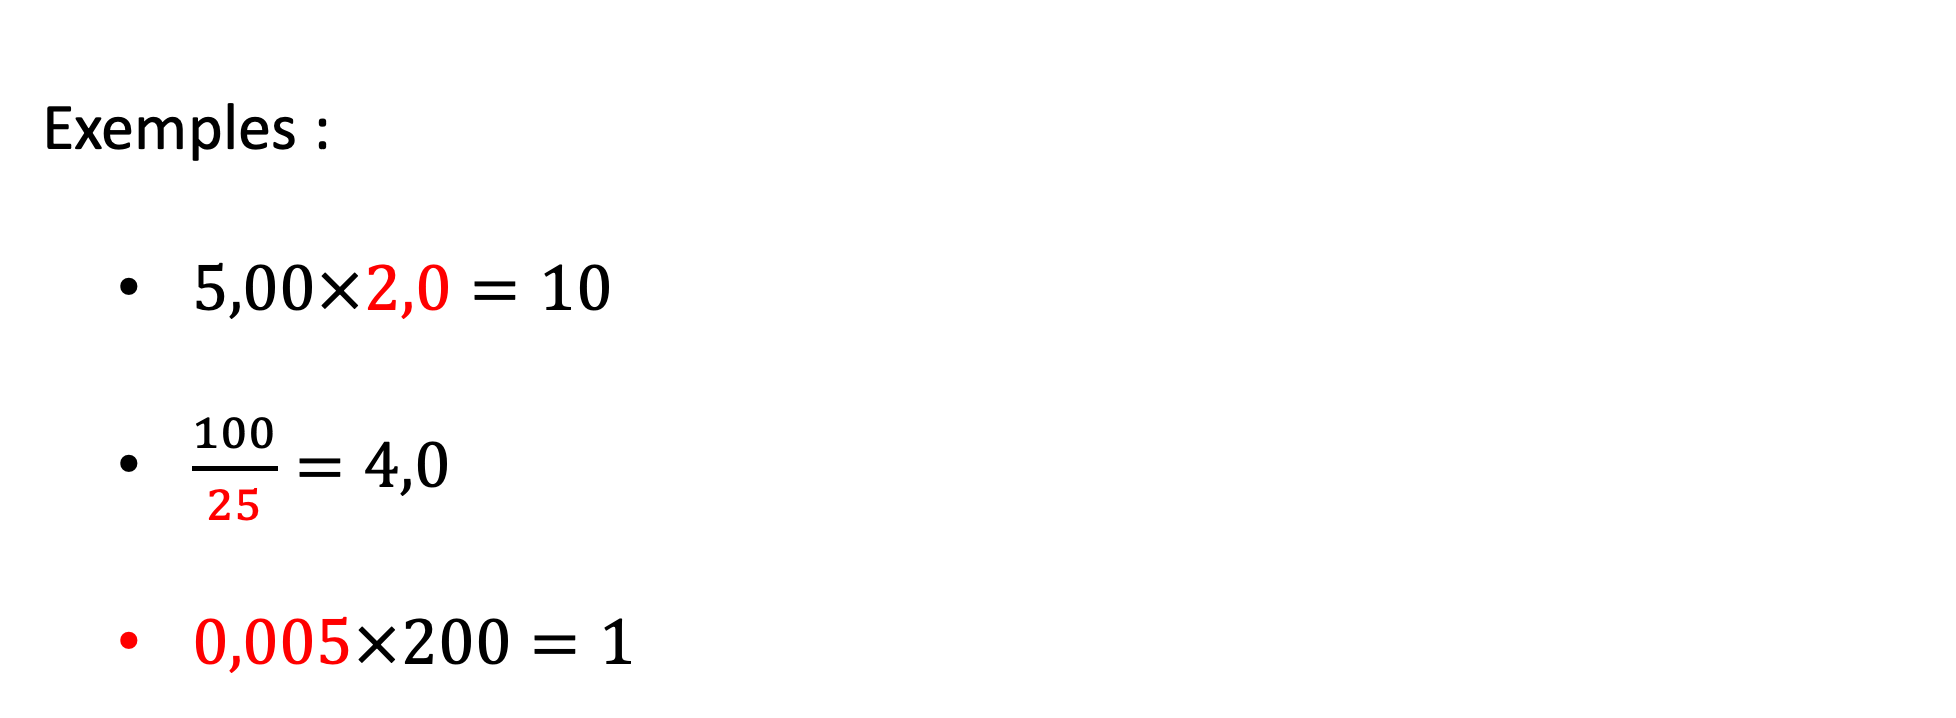 Exemples :
• 5,00×2,0 = 10
• 100/25 = 4,0
• 0,005×200 = 1